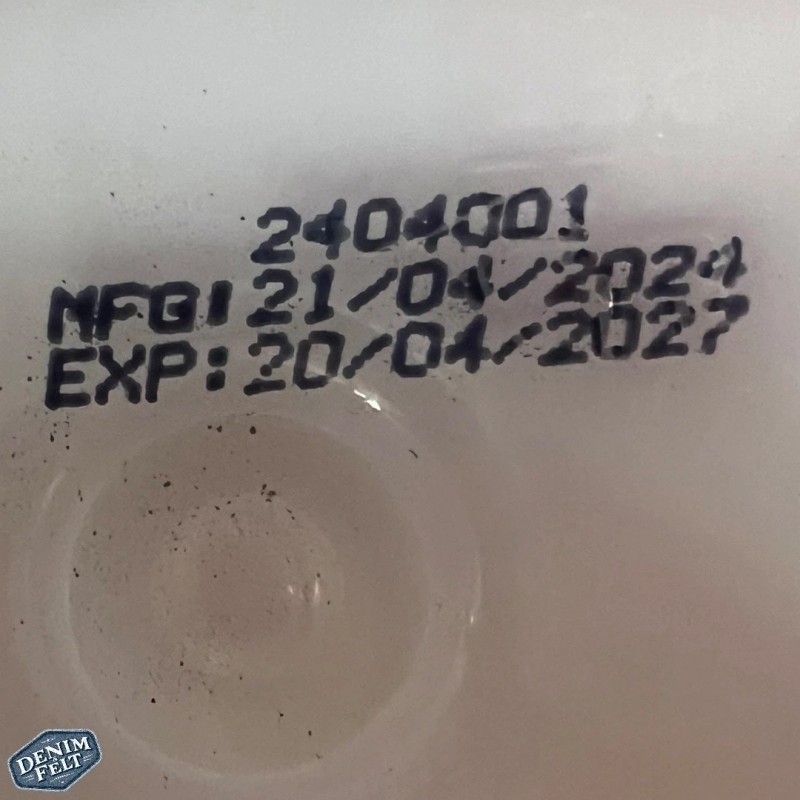 2404001
MFG: 21/04/2024
EXP: 20/04/2027
DENIM
& FELT